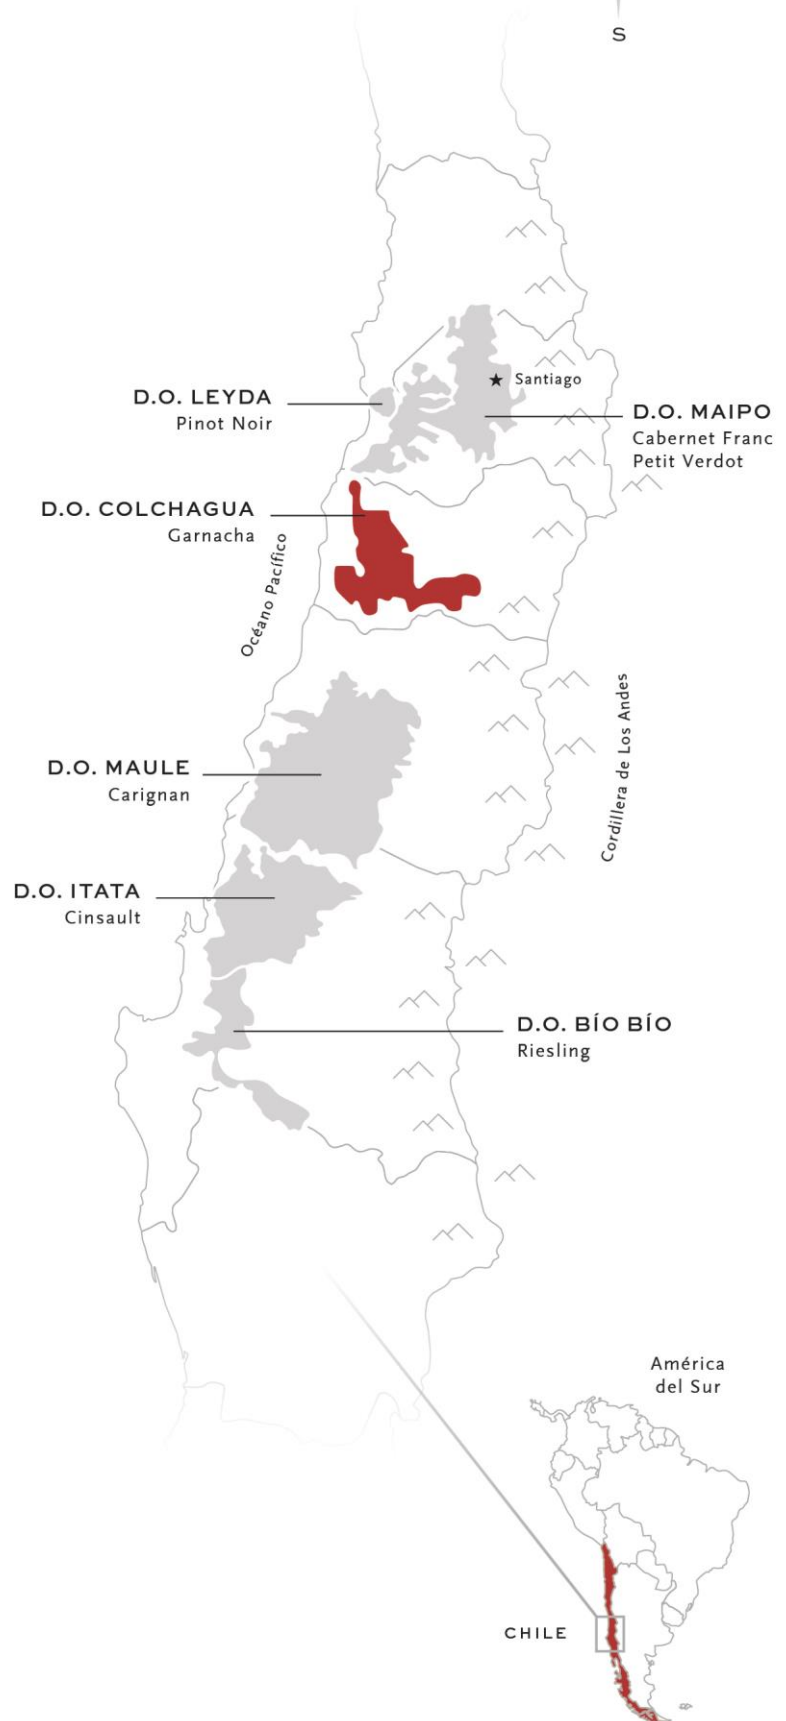 S
Santiago
D.O. LEYDA
Pinot Noir
D.O. MAIPO
Cabernet Franc
Petit Verdot
D.O. COLCHAGUA
Garnacha
Océano Pacífico
Cordillera de Los Andes
D.O. MAULE
Carignan
D.O. ITATA
Cinsault
D.O. BÍO BÍO
Riesling
América
del Sur
CHILE